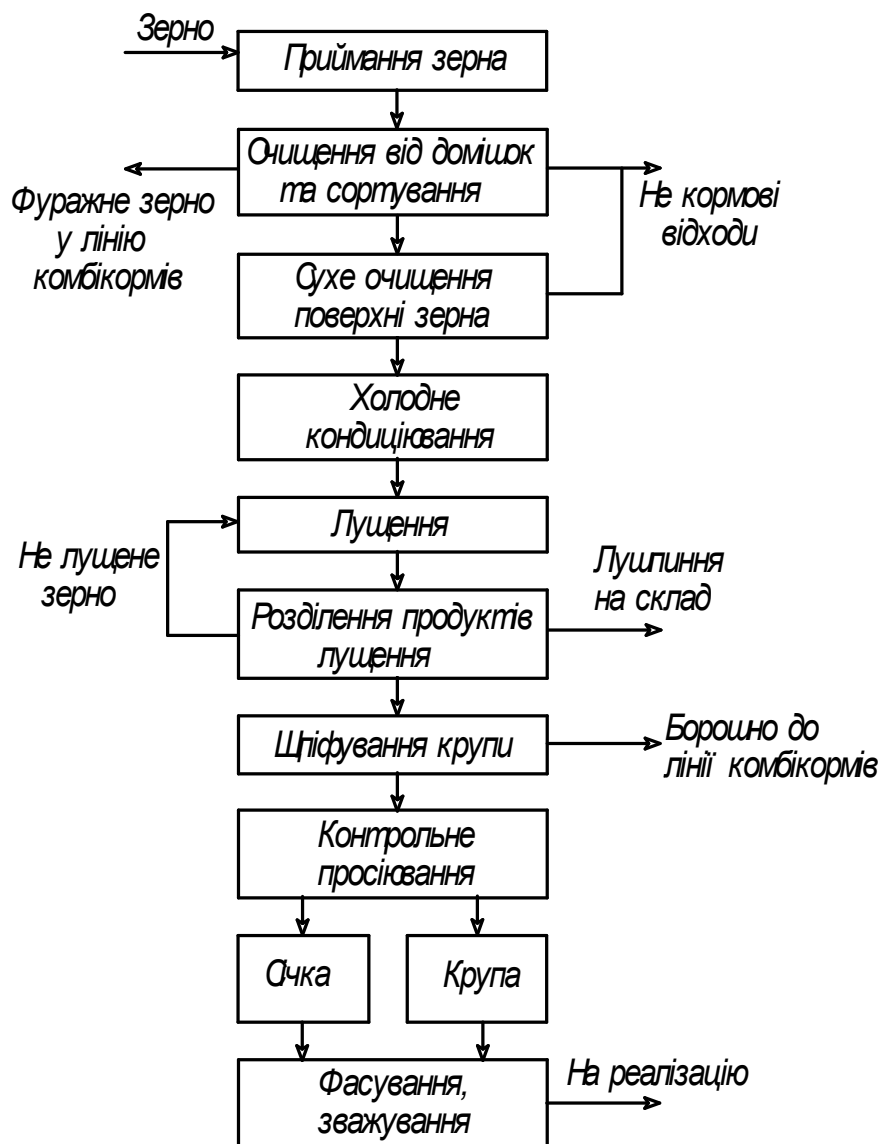 Зерно
Приймання зерна
Очищення від домішок
та сортування
Фуражне зерно
у лінію
комбікормів
Не кормові
відходи
Сухе очищення
поверхні зерна
Холодне
кондиціювання
Лущення
Не лущене
зерно
Лушпиння
на склад
Розділення продуктів
лущення
Шліфування крупи
Борошно до
лінії комбікормів
Контрольне
просіювання
Січка
Крупа
Фасування,
зважування
На реалізацію